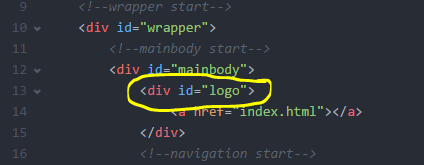 9 <!--wrapper start-->
10 <div id="wrapper">
11 <!--mainbody start-->
12 <div id="mainbody">
13 <div id="logo">
14 <a href="index.html"></a>
15 </div>
16 <!--navigation start-->